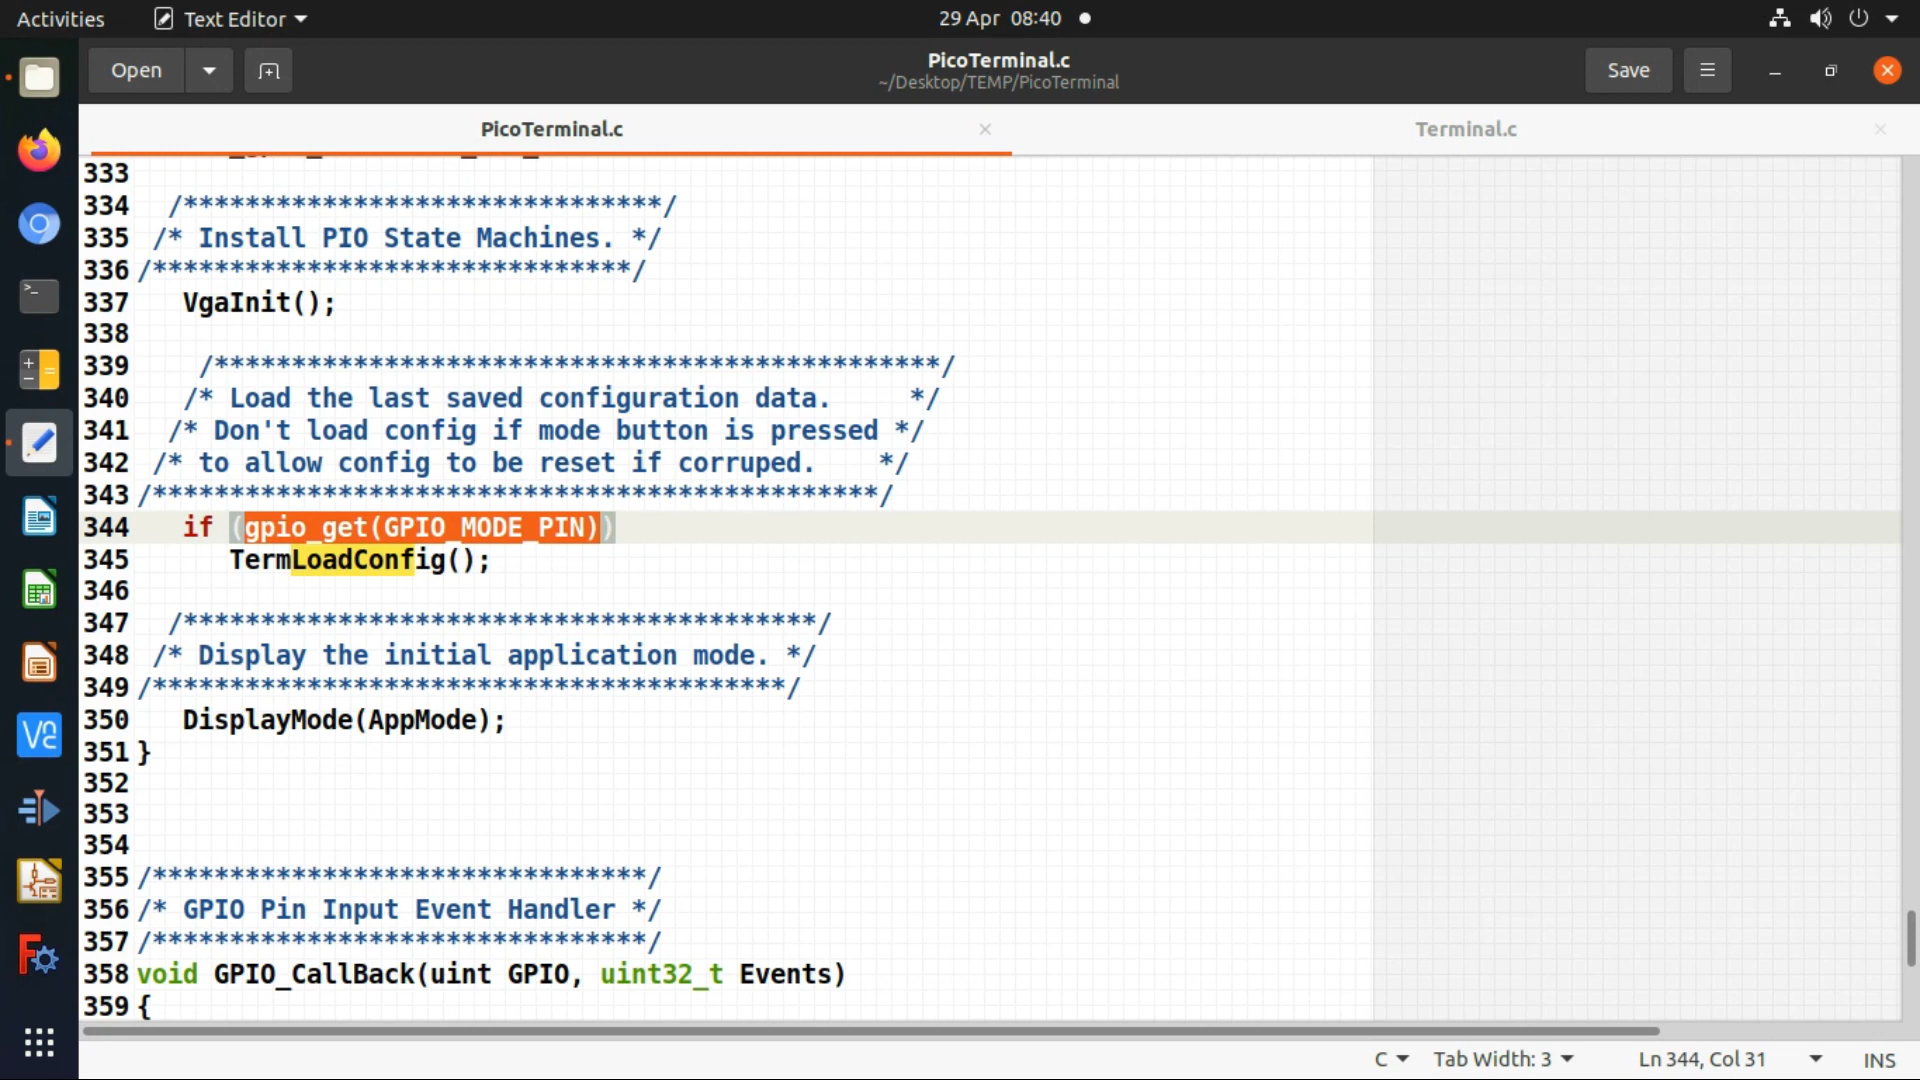 Activities
Text Editor
29 Apr 08:40
Open
PicoTerminal.c
~/Desktop/TEMP/PicoTerminal
Save
PicoTerminal.c
Terminal.c
333
334 /*******************************/
335 /* Install PIO State Machines. */
336 /*******************************/
337 VgaInit();
338
339 /***********************************************/
340 /* Load the last saved configuration data.     */
341 /* Don't load config if mode button is pressed */
342 /* to allow config to be reset if corruped.    */
343 /***********************************************/
344 if (gpio_get(GPIO_MODE_PIN))
345 TermLoadConfig();
346
347 /*****************************************/
348 /* Display the initial application mode. */
349 /*****************************************/
350 DisplayMode(AppMode);
351 }
352
353
354
355 /********************************/
356 /* GPIO Pin Input Event Handler */
357 /********************************/
358 void GPIO_CallBack(uint GPIO, uint32_t Events)
359 {
C
Tab Width: 3
Ln 344, Col 31
INS